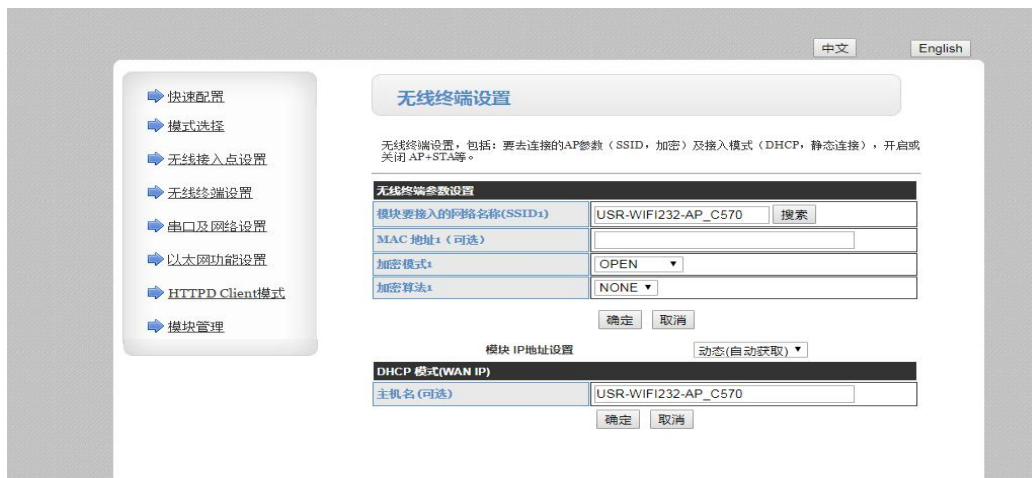 中文 English
快速配置
模式选择
无线接入点设置
无线终端设置
串口及网络设置
以太网功能设置
HTTPD Client模式
模块管理
无线终端设置
无线终端设置，包括：要去连接的AP参数（SSID，加密）及接入模式（DHCP，静态连接），开启或
关闭 AP+STA等。
无线终端参数设置
模块要接入的网络名称(SSID1) USR-WIFI232-AP_C570 搜索
MAC 地址1（可选）
加密模式1 OPEN
加密算法1 NONE
确定 取消
模块 IP地址设置 动态(自动获取)
DHCP 模式(WAN IP)
主机名(可选) USR-WIFI232-AP_C570
确定 取消